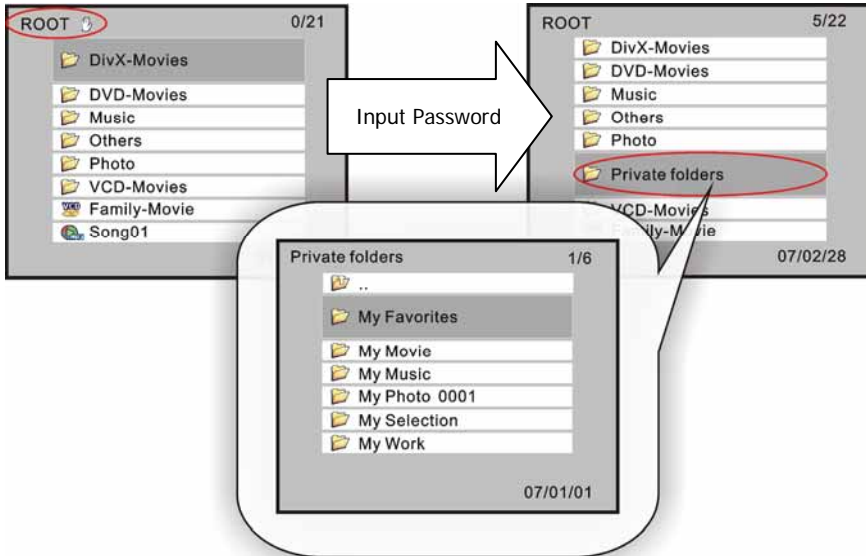 ROOT 0/21
DivX-Movies
DVD-Movies
Music
Others
Photo
VCD-Movies
VCD Family-Movie
Song01
Input Password
ROOT 5/22
DivX-Movies
DVD-Movies
Music
Others
Photo
Private folders
VCD-Movies
07/02/28
Private folders 1/6
..
My Favorites
My Movie
My Music
My Photo 0001
My Selection
My Work
07/01/01